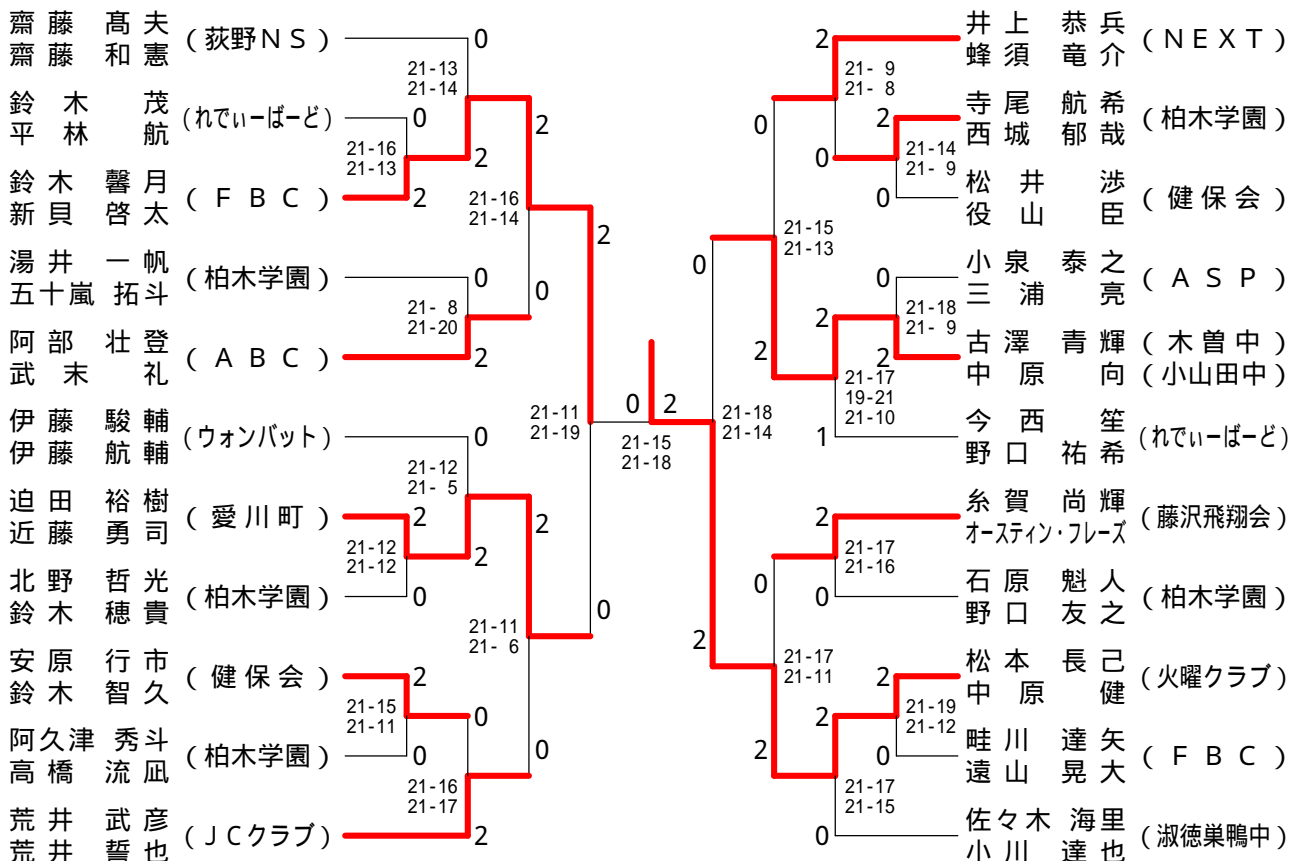 齋藤 髙夫
齋藤 和憲
(荻野NS)
0
21-13
21-14
鈴木 茂
平林 航
(れでぃーばーど)
0
2
21-16
21-13
2
鈴木 馨月
新貝 啓太
(FBC)
2
21-16
21-14
2
湯井 一帆
五十嵐 拓斗
(柏木学園)
0
0
21- 8
21-20
阿部 壮登
武末 礼
(ABC)
2
21-11
21-19
伊藤 駿輔
伊藤 航輔
(ウォンバット)
0
21-12
21- 5
迫田 裕樹
近藤 勇司
(愛川町)
2
2
21-12
21-12
2
北野 哲光
鈴木 穂貴
(柏木学園)
0
0
21-11
21- 6
安原 行市
鈴木 智久
(健保会)
2
21-15
21-11
0
阿久津 秀斗
高橋 流凪
(柏木学園)
0
0
21-16
21-17
荒井 武彦
荒井 誓也
(JCクラブ)
2
0
2
21-15
21-18
井上 恭兵
蜂須 竜介
(NEXT)
2
21- 9
21- 8
寺尾 航希
西城 郁哉
(柏木学園)
0
2
21-14
21- 9
0
松井 渉
役山 臣
(健保会)
0
21-15
21-13
0
小泉 泰之
三浦 亮
(ASP)
0
21-18
21- 9
2
古澤 青輝
中原 向
(木曽中)
(小山田中)
2
2
21-17
19-21
21-10
21-18
21-14
今西 笙
野口 祐希
(れでぃーばーど)
1
糸賀 尚輝
オースティン・フレーズ
(藤沢飛翔会)
2
21-17
21-16
0
石原 魁人
野口 友之
(柏木学園)
0
2
21-17
21-11
松本 長己
中原 健
(火曜クラブ)
2
21-19
21-12
2
畦川 達矢
遠山 晃大
(FBC)
0
2
21-17
21-15
佐々木 海里
小川 達也
(淑徳巣鴨中)
0